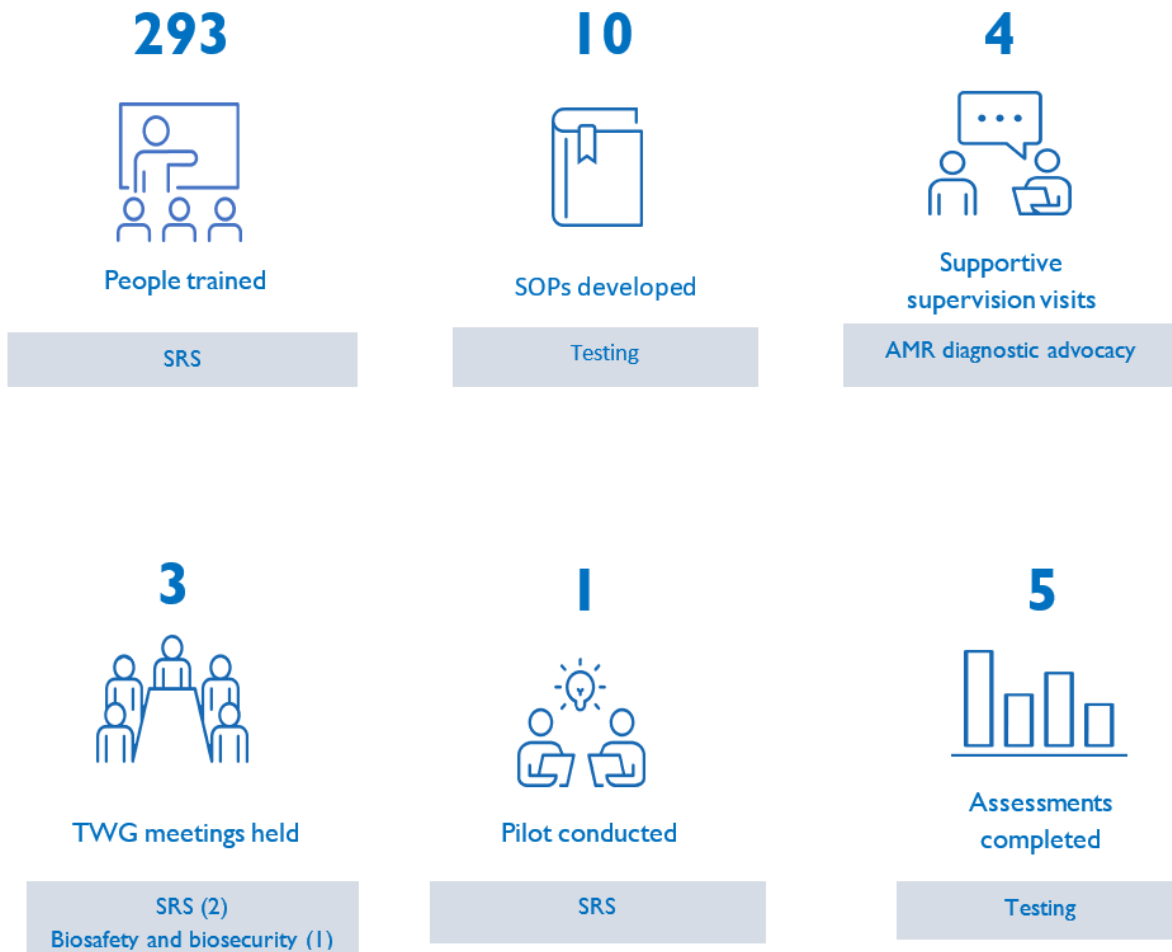 293
People trained
SRS
10
SOPs developed
Testing
4
Supportive
supervision visits
AMR diagnostic advocacy
3
TWG meetings held
SRS (2)
Biosafety and biosecurity (1)
1
Pilot conducted
SRS
5
Assessments
completed
Testing